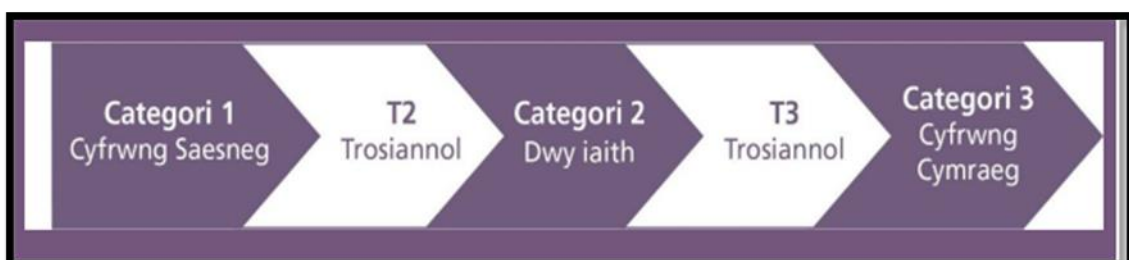 Categori 1
Cyfrwng Saesneg
T2
Trosiannol
Categori 2
Dwy iaith
T3
Trosiannol
Categori 3
Cyfrwng
Cymraeg